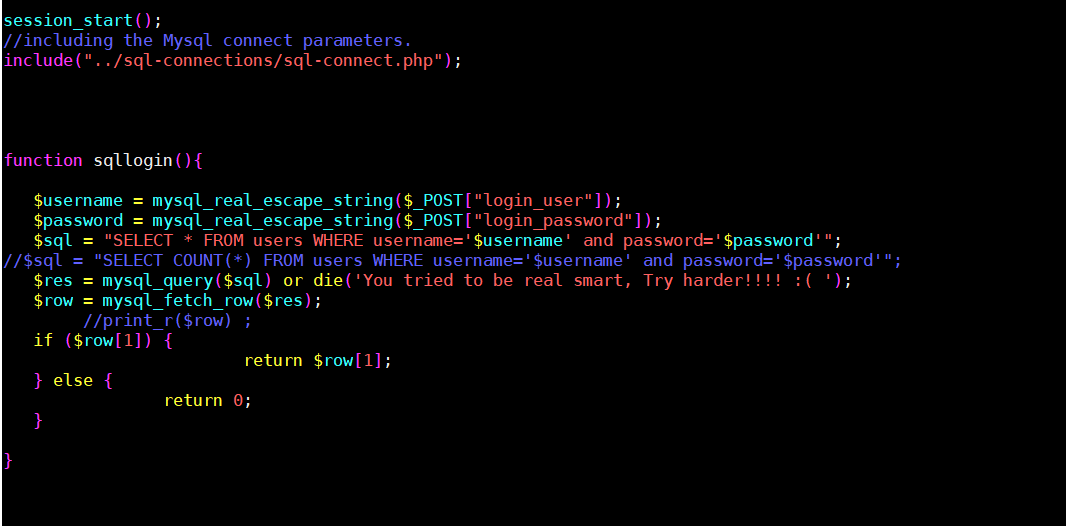 session_start();
//including the Mysql connect parameters.
include("../sql-connections/sql-connect.php");
function sqllogin(){
$username = mysql_real_escape_string($_POST["login_user"]);
$password = mysql_real_escape_string($_POST["login_password"]);
$sql = "SELECT * FROM users WHERE username='$username' and password='$password'";
//$sql = "SELECT COUNT(*) FROM users WHERE username='$username' and password='$password'";
$res = mysql_query($sql) or die('You tried to be real smart, Try harder!!!! :( ');
$row = mysql_fetch_row($res);
//print_r($row) ;
if ($row[1]) {
return $row[1];
} else {
return 0;
}
}